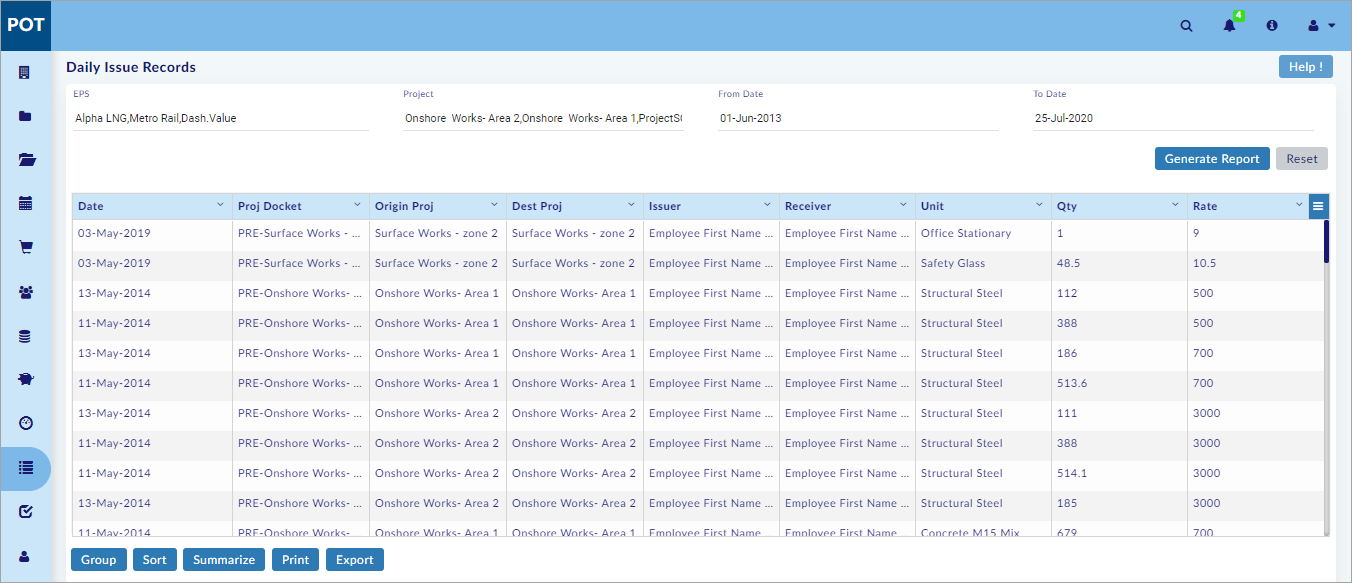 POT
4
Daily Issue Records
Help !
EPS Project From Date To Date
Alpha LNG,Metro Rail,Dash.Value Onshore Works- Area 2,Onshore Works- Area 1, 01-Jun-2013 25-Jul-2020
Generate Report Reset
Date Proj Docket Origin Proj Dest Proj Issuer Receiver Unit Qty Rate
03-May-2019 PRE-Surface Works - ... Surface Works - zone 2 Surface Works - zone 2 Employee First Name ... Employee First Name ... Office Stationary 1 9
03-May-2019 PRE-Surface Works - ... Surface Works - zone 2 Surface Works - zone 2 Employee First Name ... Employee First Name ... Safety Glass 48.5 10.5
13-May-2014 PRE-Onshore Works- ... Onshore Works- Area 1 Onshore Works- Area 1 Employee First Name ... Employee First Name ... Structural Steel 112 500
11-May-2014 PRE-Onshore Works- ... Onshore Works- Area 1 Onshore Works- Area 1 Employee First Name ... Employee First Name ... Structural Steel 388 500
13-May-2014 PRE-Onshore Works- ... Onshore Works- Area 1 Onshore Works- Area 1 Employee First Name ... Employee First Name ... Structural Steel 186 700
11-May-2014 PRE-Onshore Works- ... Onshore Works- Area 1 Onshore Works- Area 1 Employee First Name ... Employee First Name ... Structural Steel 513.6 700
13-May-2014 PRE-Onshore Works- ... Onshore Works- Area 2 Onshore Works- Area 2 Employee First Name ... Employee First Name ... Structural Steel 111 3000
11-May-2014 PRE-Onshore Works- ... Onshore Works- Area 2 Onshore Works- Area 2 Employee First Name ... Employee First Name ... Structural Steel 388 3000
11-May-2014 PRE-Onshore Works- ... Onshore Works- Area 2 Onshore Works- Area 2 Employee First Name ... Employee First Name ... Structural Steel 514.1 3000
13-May-2014 PRE-Onshore Works- ... Onshore Works- Area 2 Onshore Works- Area 2 Employee First Name ... Employee First Name ... Structural Steel 185 3000
11-May-2014 PRE-Onshore Works- ... Onshore Works- Area 1 Onshore Works- Area 1 Employee First Name ... Employee First Name ... Concrete M15 Mix 679 700
Group Sort Summarize Print Export